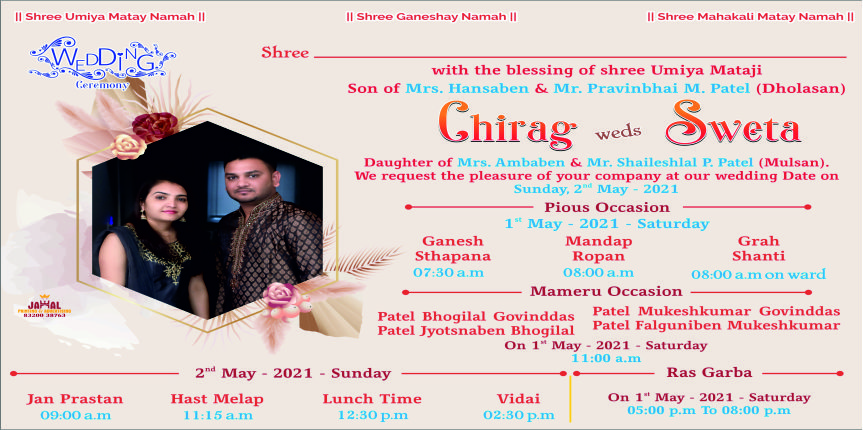 || Shree Umiya Matay Namah ||
|| Shree Ganeshay Namah ||
|| Shree Mahakali Matay Namah ||
WEDDING
Ceremony
Shree
with the blessing of shree Umiya Mataji
Son of Mrs. Hansaben & Mr. Pravinbhai M. Patel (Dholasan)
Chirag weds Sweta
Daughter of Mrs. Ambaben & Mr. Shaileshlal P. Patel (Mulsan).
We request the pleasure of your company at our wedding Date on
Sunday, 2nd May - 2021
Pious Occasion
1st May - 2021 - Saturday
Ganesh
Sthapana
07:30 a.m
Mandap
Ropan
08:00 a.m
Grah
Shanti
08:00 a.m on ward
Mameru Occasion
Patel Bhogilal Govinddas
Patel Jyotsnaben Bhogilal
Patel Mukeshkumar Govinddas
Patel Falguniben Mukeshkumar
On 1st May - 2021 - Saturday
11:00 a.m
JAMAL
83200 38763
2nd May - 2021 - Sunday
Jan Prastan
09:00 a.m
Hast Melap
11:15 a.m
Lunch Time
12:30 p.m
Vidai
02:30 p.m
Ras Garba
On 1st May - 2021 - Saturday
05:00 p.m To 08:00 p.m